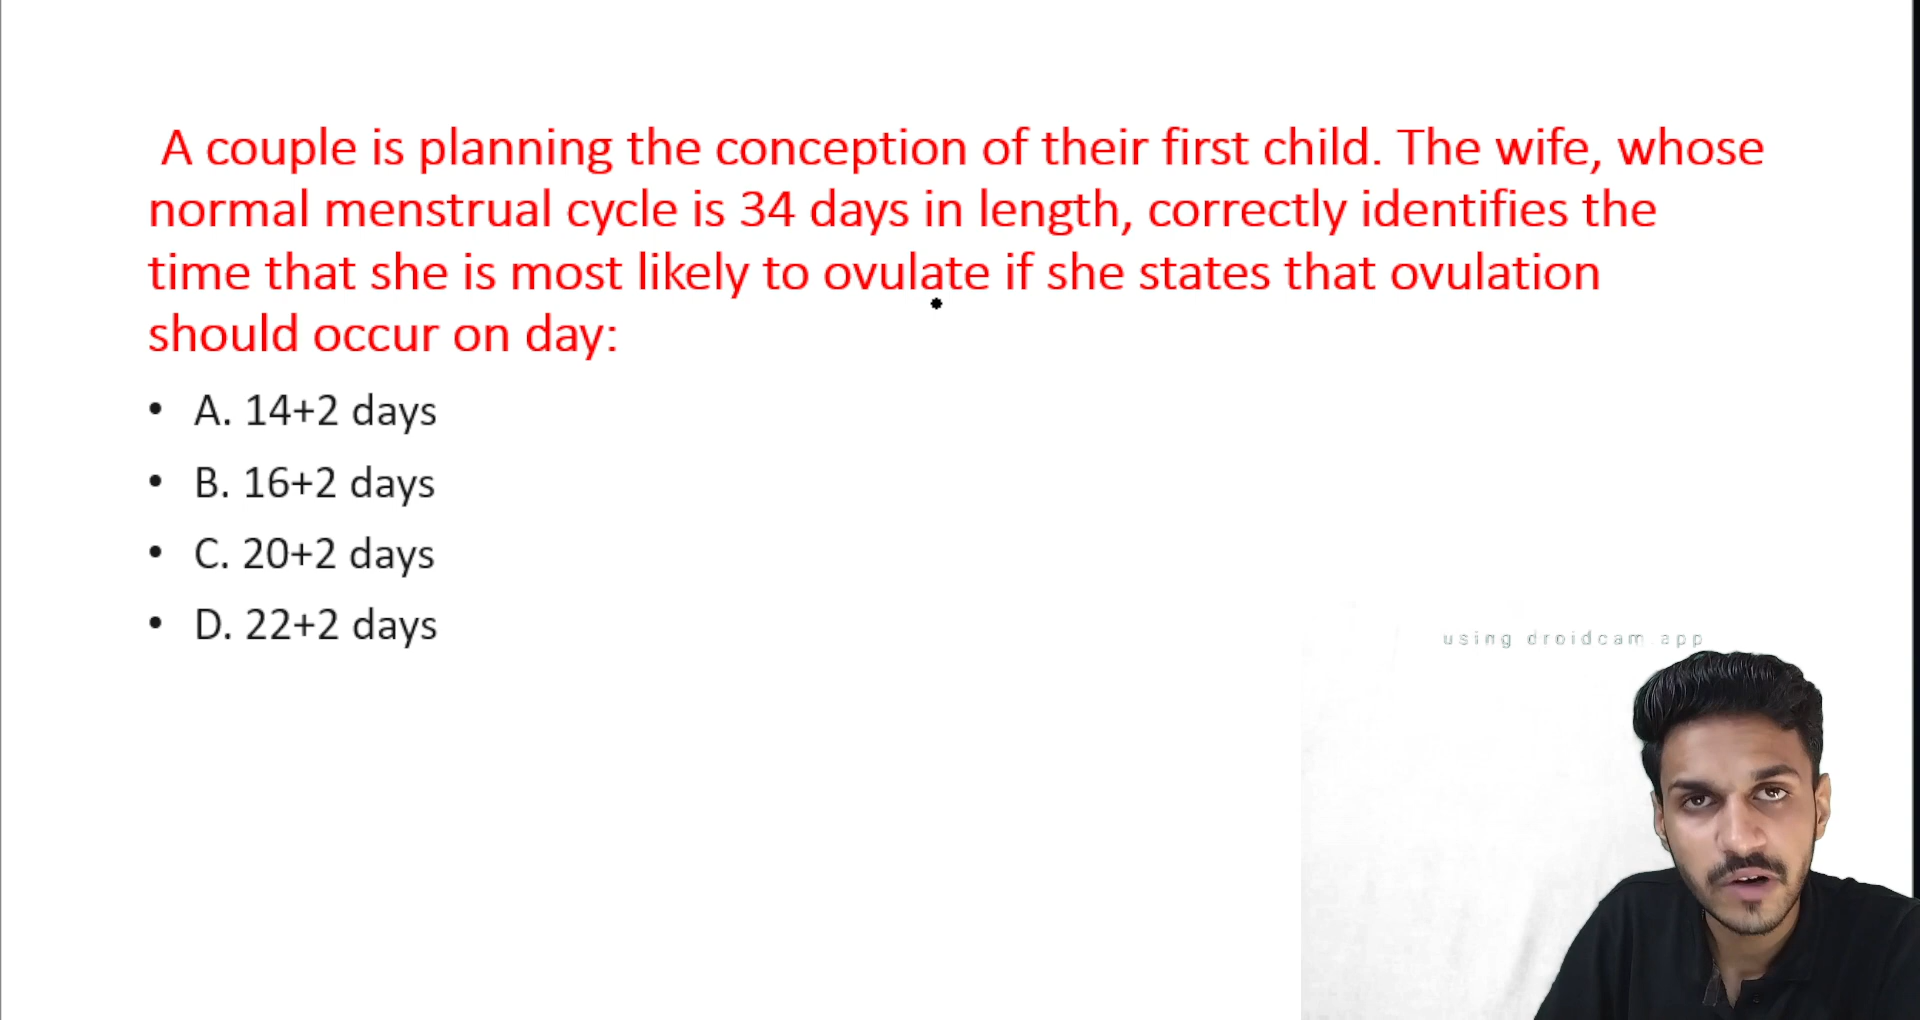 A couple is planning the conception of their first child. The wife, whose
normal menstrual cycle is 34 days in length, correctly identifies the
time that she is most likely to ovulate if she states that ovulation
should occur on day:
• A. 14+2 days
• B. 16+2 days
• C. 20+2 days
• D. 22+2 days
using droidcam app